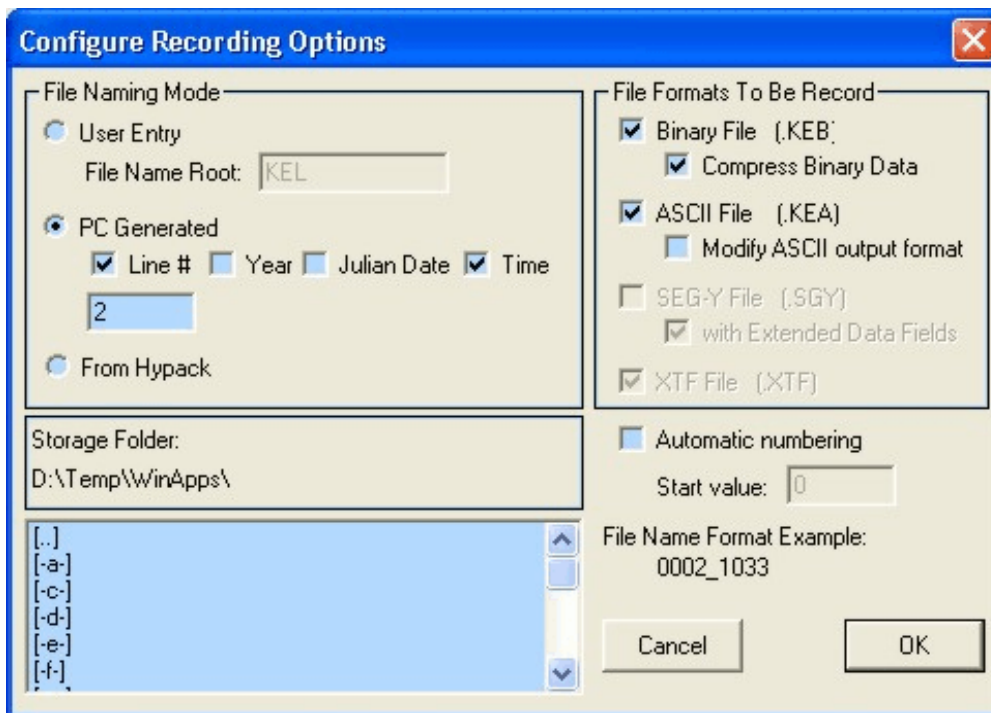 Configure Recording Options
File Naming Mode
User Entry
File Name Root: KEL
PC Generated
Line # Year Julian Date Time
2
From Hypack
Storage Folder:
D:\Temp\WinApps\
[..]
[-a-]
[-c-]
[-d-]
[-e-]
[-f-]
File Formats To Be Record
Binary File (.KEB)
Compress Binary Data
ASCII File (.KEA)
Modify ASCII output format
SEG-Y File (.SGY)
with Extended Data Fields
XTF File (.XTF)
Automatic numbering
Start value: 0
File Name Format Example:
0002_1033
Cancel OK